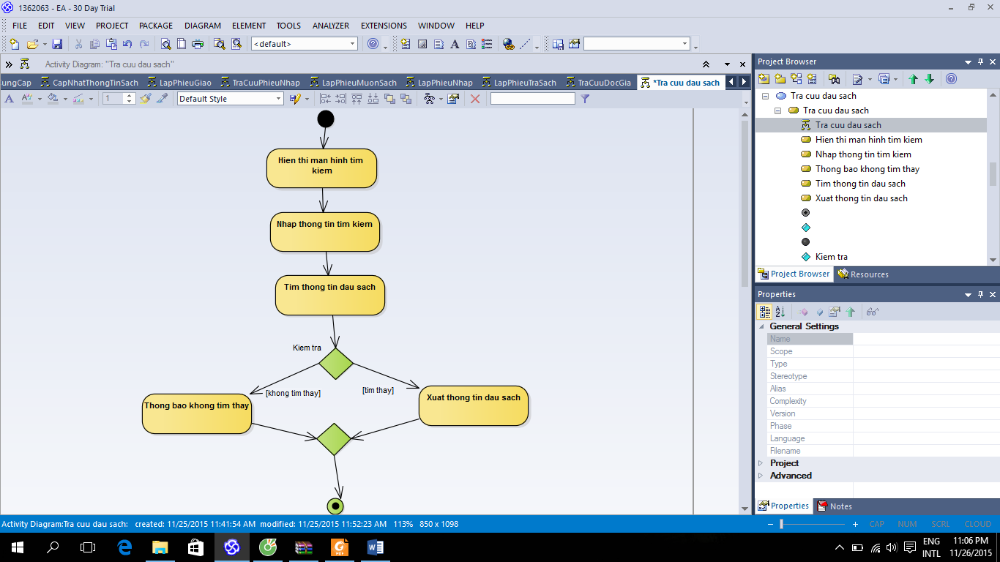 1362063 - EA - 30 Day Trial
FILE EDIT VIEW PROJECT PACKAGE DIAGRAM ELEMENT TOOLS ANALYZER EXTENSIONS WINDOW HELP
<default>
Activity Diagram: "Tra cuu dau sach"
ungCap CapNhatThongTinSach LapPhieuGiao TraCuuPhieuNhap LapPhieuMuonSach LapPhieuNhap LapPhieuTraSach TraCuuDocGia *Tra cuu dau sach
1 Default Style
Hien thi man hinh tim
kiem
Nhap thong tin tim kiem
Tim thong tin dau sach
Kiem tra
[khong tim thay]
[tim thay]
Thong bao khong tim thay
Xuat thong tin dau sach
Project Browser
Tra cuu dau sach
Tra cuu dau sach
Tra cuu dau sach
Hien thi man hinh tim kiem
Nhap thong tin tim kiem
Thong bao khong tim thay
Tim thong tin dau sach
Xuat thong tin dau sach
Kiem tra
Project Browser Resources
Properties
General Settings
Name
Scope
Type
Stereotype
Alias
Complexity
Version
Phase
Language
Filename
Project
Advanced
Properties Notes
Activity Diagram:Tra cuu dau sach: created: 11/25/2015 11:41:54 AM modified: 11/25/2015 11:52:23 AM 113% 850 x 1098
CAP NUM SCRL CLOUD
ENG
INTL
11:06 PM
11/26/2015